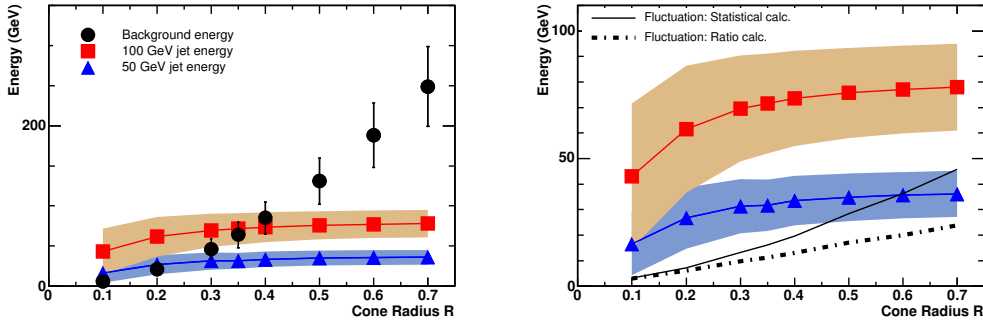 Energy (GeV)
Background energy
100 GeV jet energy
50 GeV jet energy
200
0
0 0.1 0.2 0.3 0.4 0.5 0.6 0.7
Cone Radius R
Energy (GeV)
Fluctuation: Statistical calc.
Fluctuation: Ratio calc.
100
50
0
0 0.1 0.2 0.3 0.4 0.5 0.6 0.7
Cone Radius R